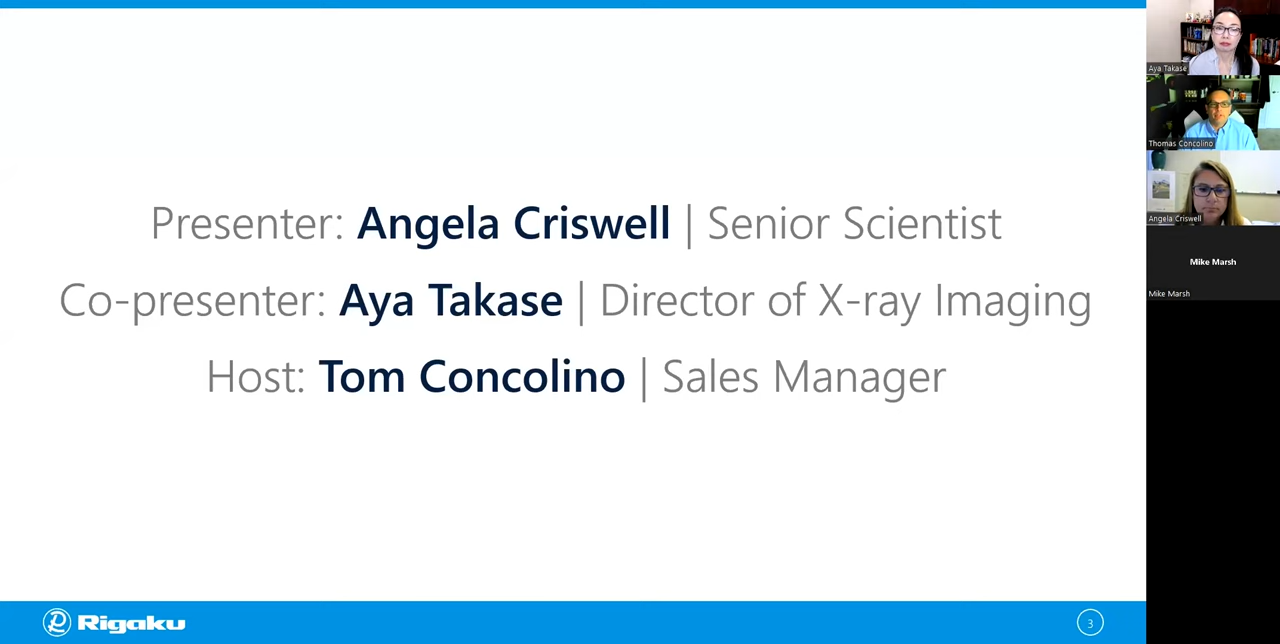 Presenter: Angela Criswell | Senior Scientist
Co-presenter: Aya Takase | Director of X-ray Imaging
Host: Tom Concolino | Sales Manager
Rigaku
3
Aya Takase
Thomas Concolino
Angela Criswell
Mike Marsh
Mike Marsh